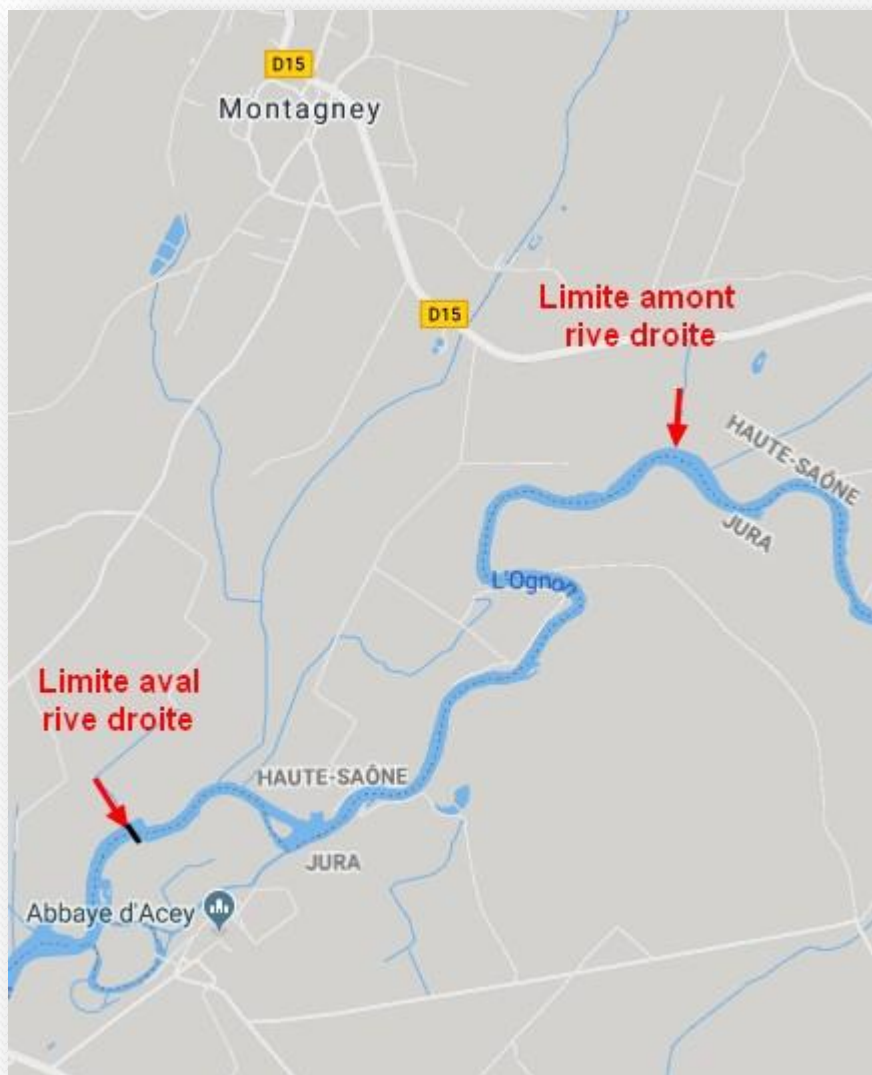 D15
Montagney
D15
Limite amont
rive droite
HAUTE-SAÔNE
JURA
L'Ognon
Limite aval
rive droite
HAUTE-SAÔNE
JURA
Abbaye d'Acey